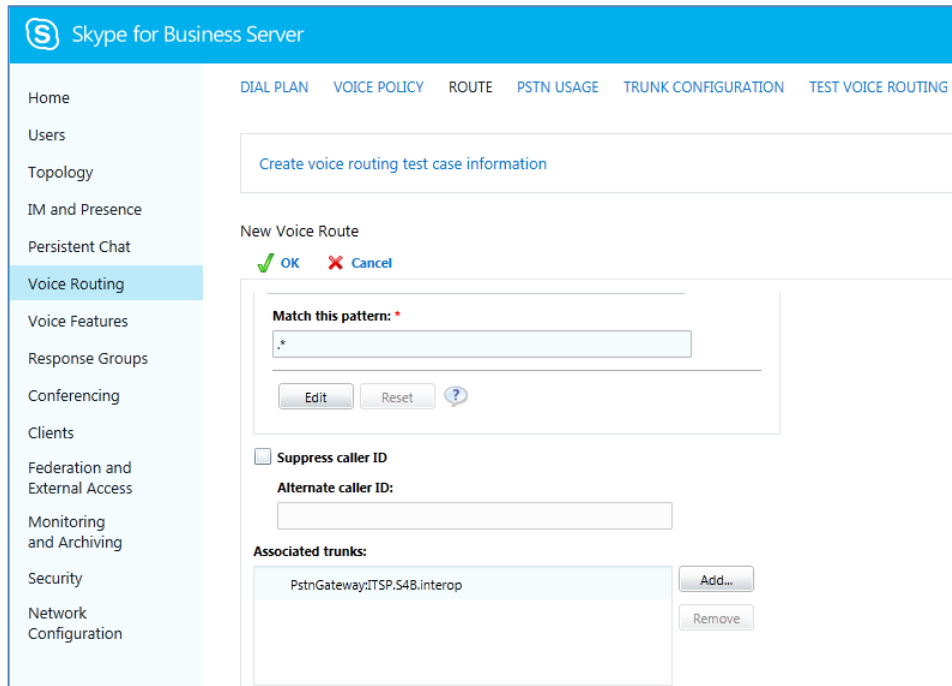 Skype for Business Server
Home
Users
Topology
IM and Presence
Persistent Chat
Voice Routing
Voice Features
Response Groups
Conferencing
Clients
Federation and
External Access
Monitoring
and Archiving
Security
Network
Configuration
DIAL PLAN VOICE POLICY ROUTE PSTN USAGE TRUNK CONFIGURATION TEST VOICE ROUTING
Create voice routing test case information
New Voice Route
OK Cancel
Match this pattern: *
.*
Edit Reset ?
Suppress caller ID
Alternate caller ID:
Associated trunks:
PstnGateway:ITSP.S4B.interop
Add...
Remove